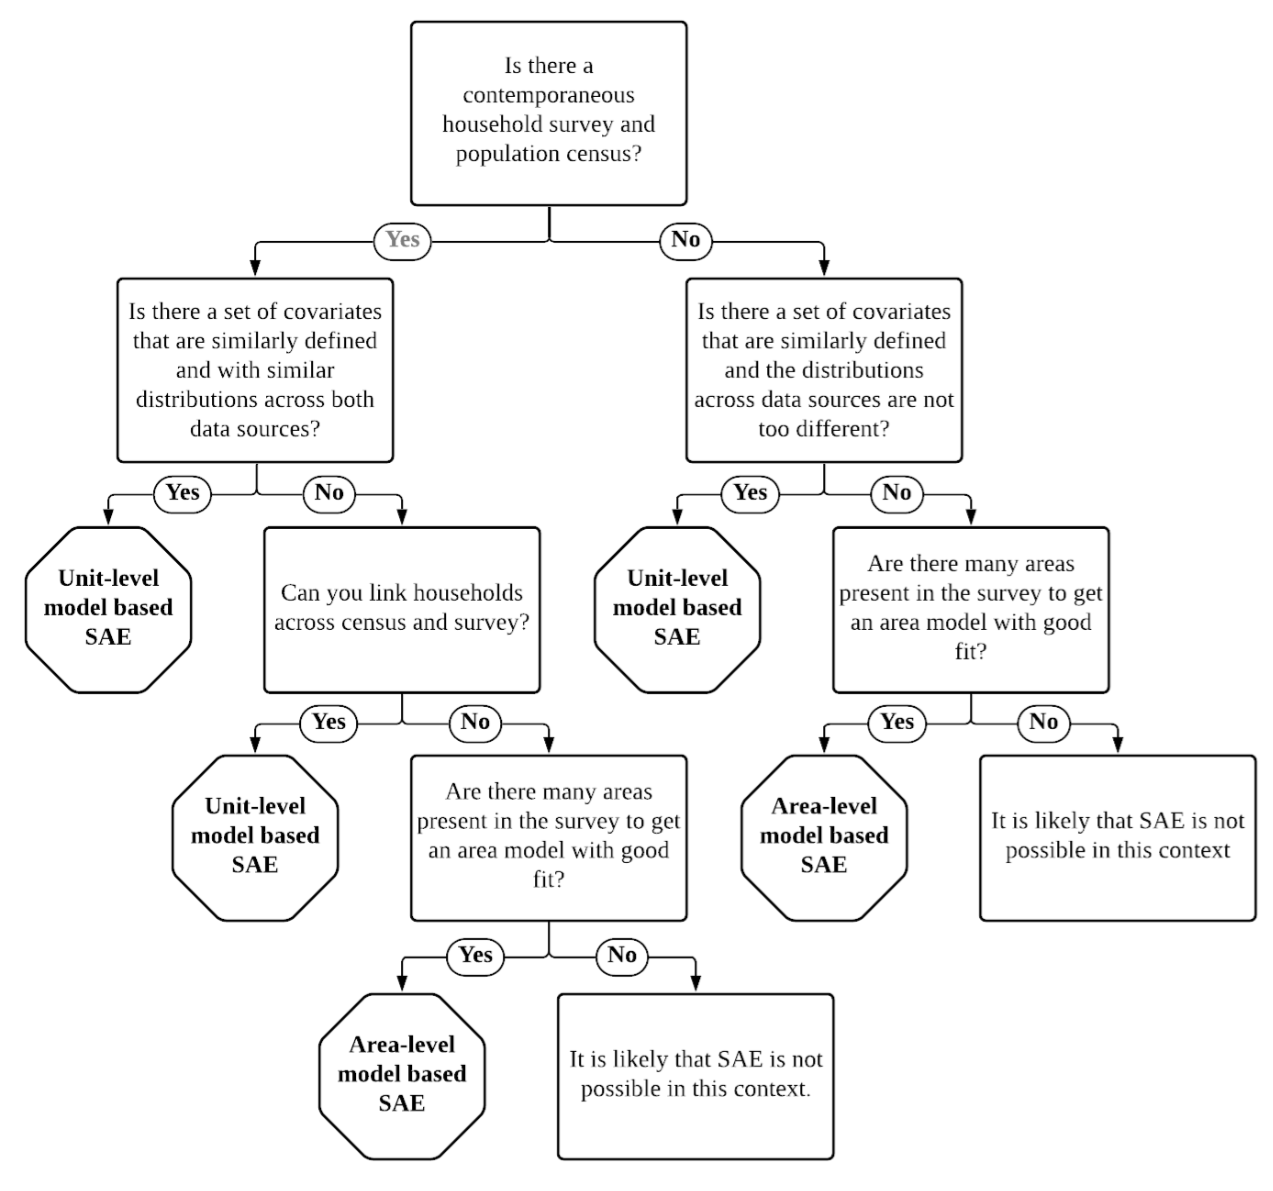 Is there a
contemporaneous
household survey and
population census?
Yes
No
Is there a set of covariates
that are similarly defined
and with similar
distributions across both
data sources?
Is there a set of covariates
that are similarly defined
and the distributions
across data sources are not
too different?
Yes
No
Yes
No
Unit-level
model based
SAE
Can you link households
across census and survey?
Unit-level
model based
SAE
Are there many areas
present in the survey to get
an area model with good
fit?
Yes
No
Yes
No
Unit-level
model based
SAE
Are there many areas
present in the survey to get
an area model with good
fit?
Area-level
model based
SAE
It is likely that SAE is not
possible in this context
Yes
No
Area-level
model based
SAE
It is likely that SAE is not
possible in this context.